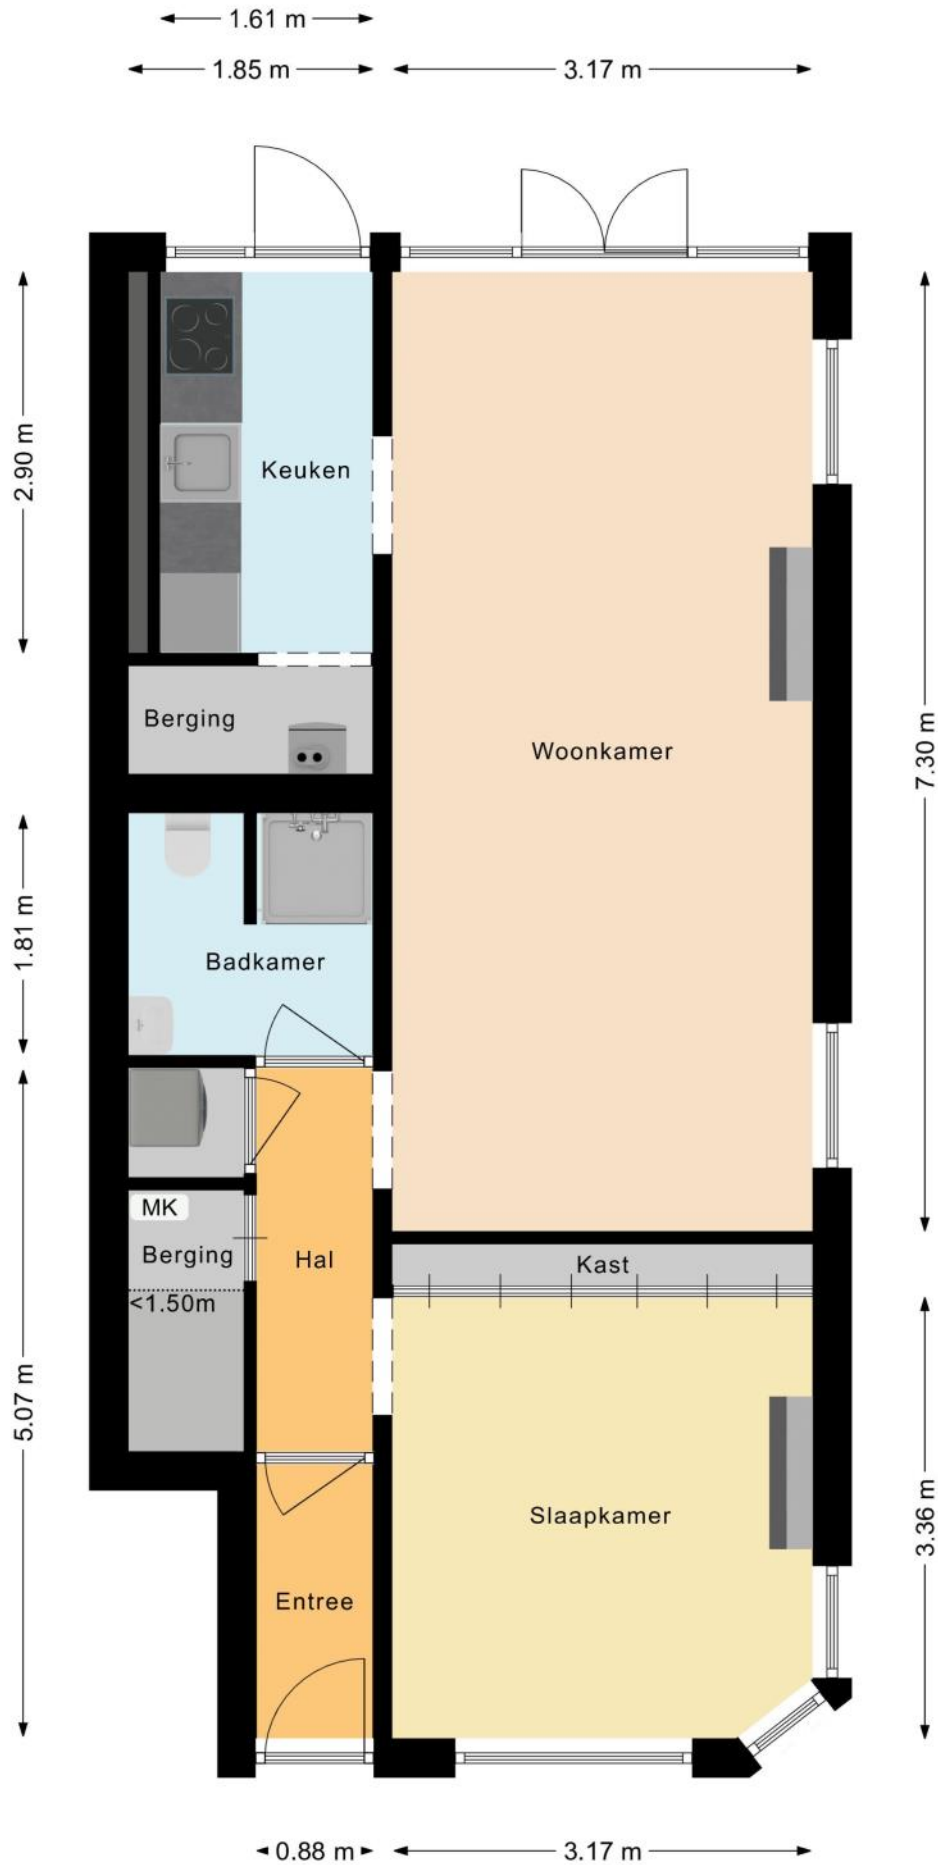 1.61 m
1.85 m
3.17 m
2.90 m
Keuken
Berging
Woonkamer
7.30 m
1.81 m
Badkamer
MK
Berging
<1.50m
Hal
Kast
5.07 m
Slaapkamer
3.36 m
Entree
0.88 m
3.17 m